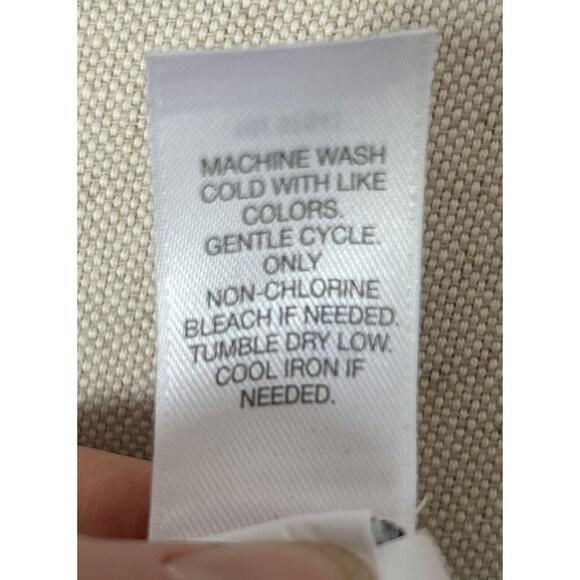 MACHINE WASH
COLD WITH LIKE
COLORS.
GENTLE CYCLE.
ONLY
NON-CHLORINE
BLEACH IF NEEDED.
TUMBLE DRY LOW.
COOL IRON IF
NEEDED.